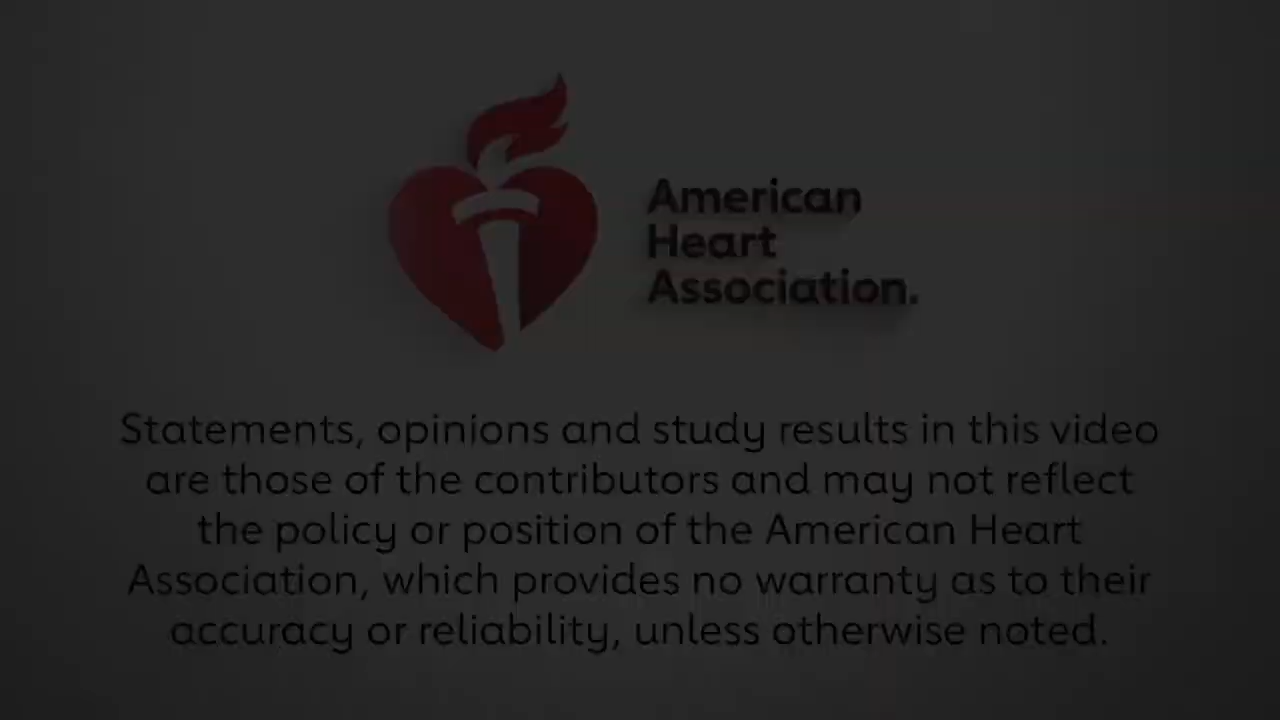 American
Heart
Association.
Statements, opinions and study results in this video
are those of the contributors and may not reflect
the policy or position of the American Heart
Association, which provides no warranty as to their
accuracy or reliability, unless otherwise noted.